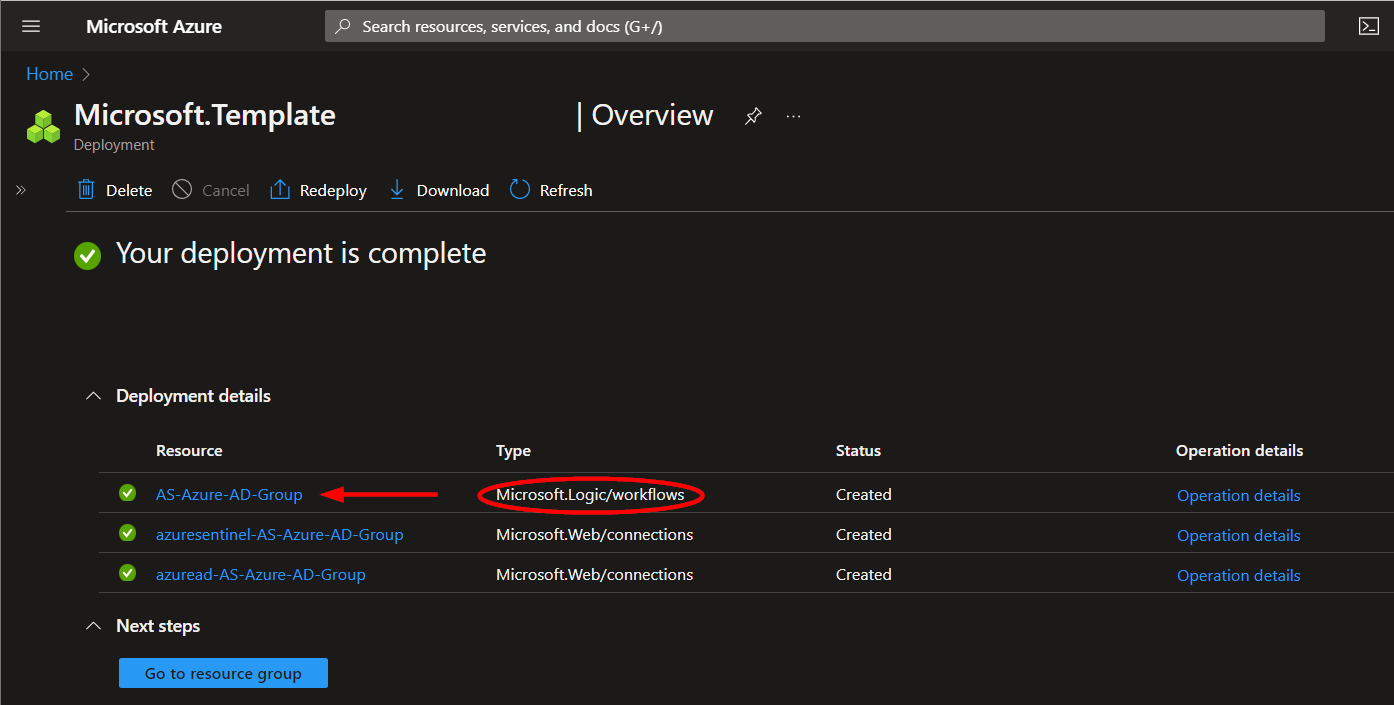 Microsoft Azure
Search resources, services, and docs (G+/)
Home
Microsoft.Template | Overview
Deployment
Delete Cancel Redeploy Download Refresh
Your deployment is complete
Deployment details
Resource Type Status Operation details
AS-Azure-AD-Group Microsoft.Logic/workflows Created Operation details
azuresentinel-AS-Azure-AD-Group Microsoft.Web/connections Created Operation details
azuread-AS-Azure-AD-Group Microsoft.Web/connections Created Operation details
Next steps
Go to resource group